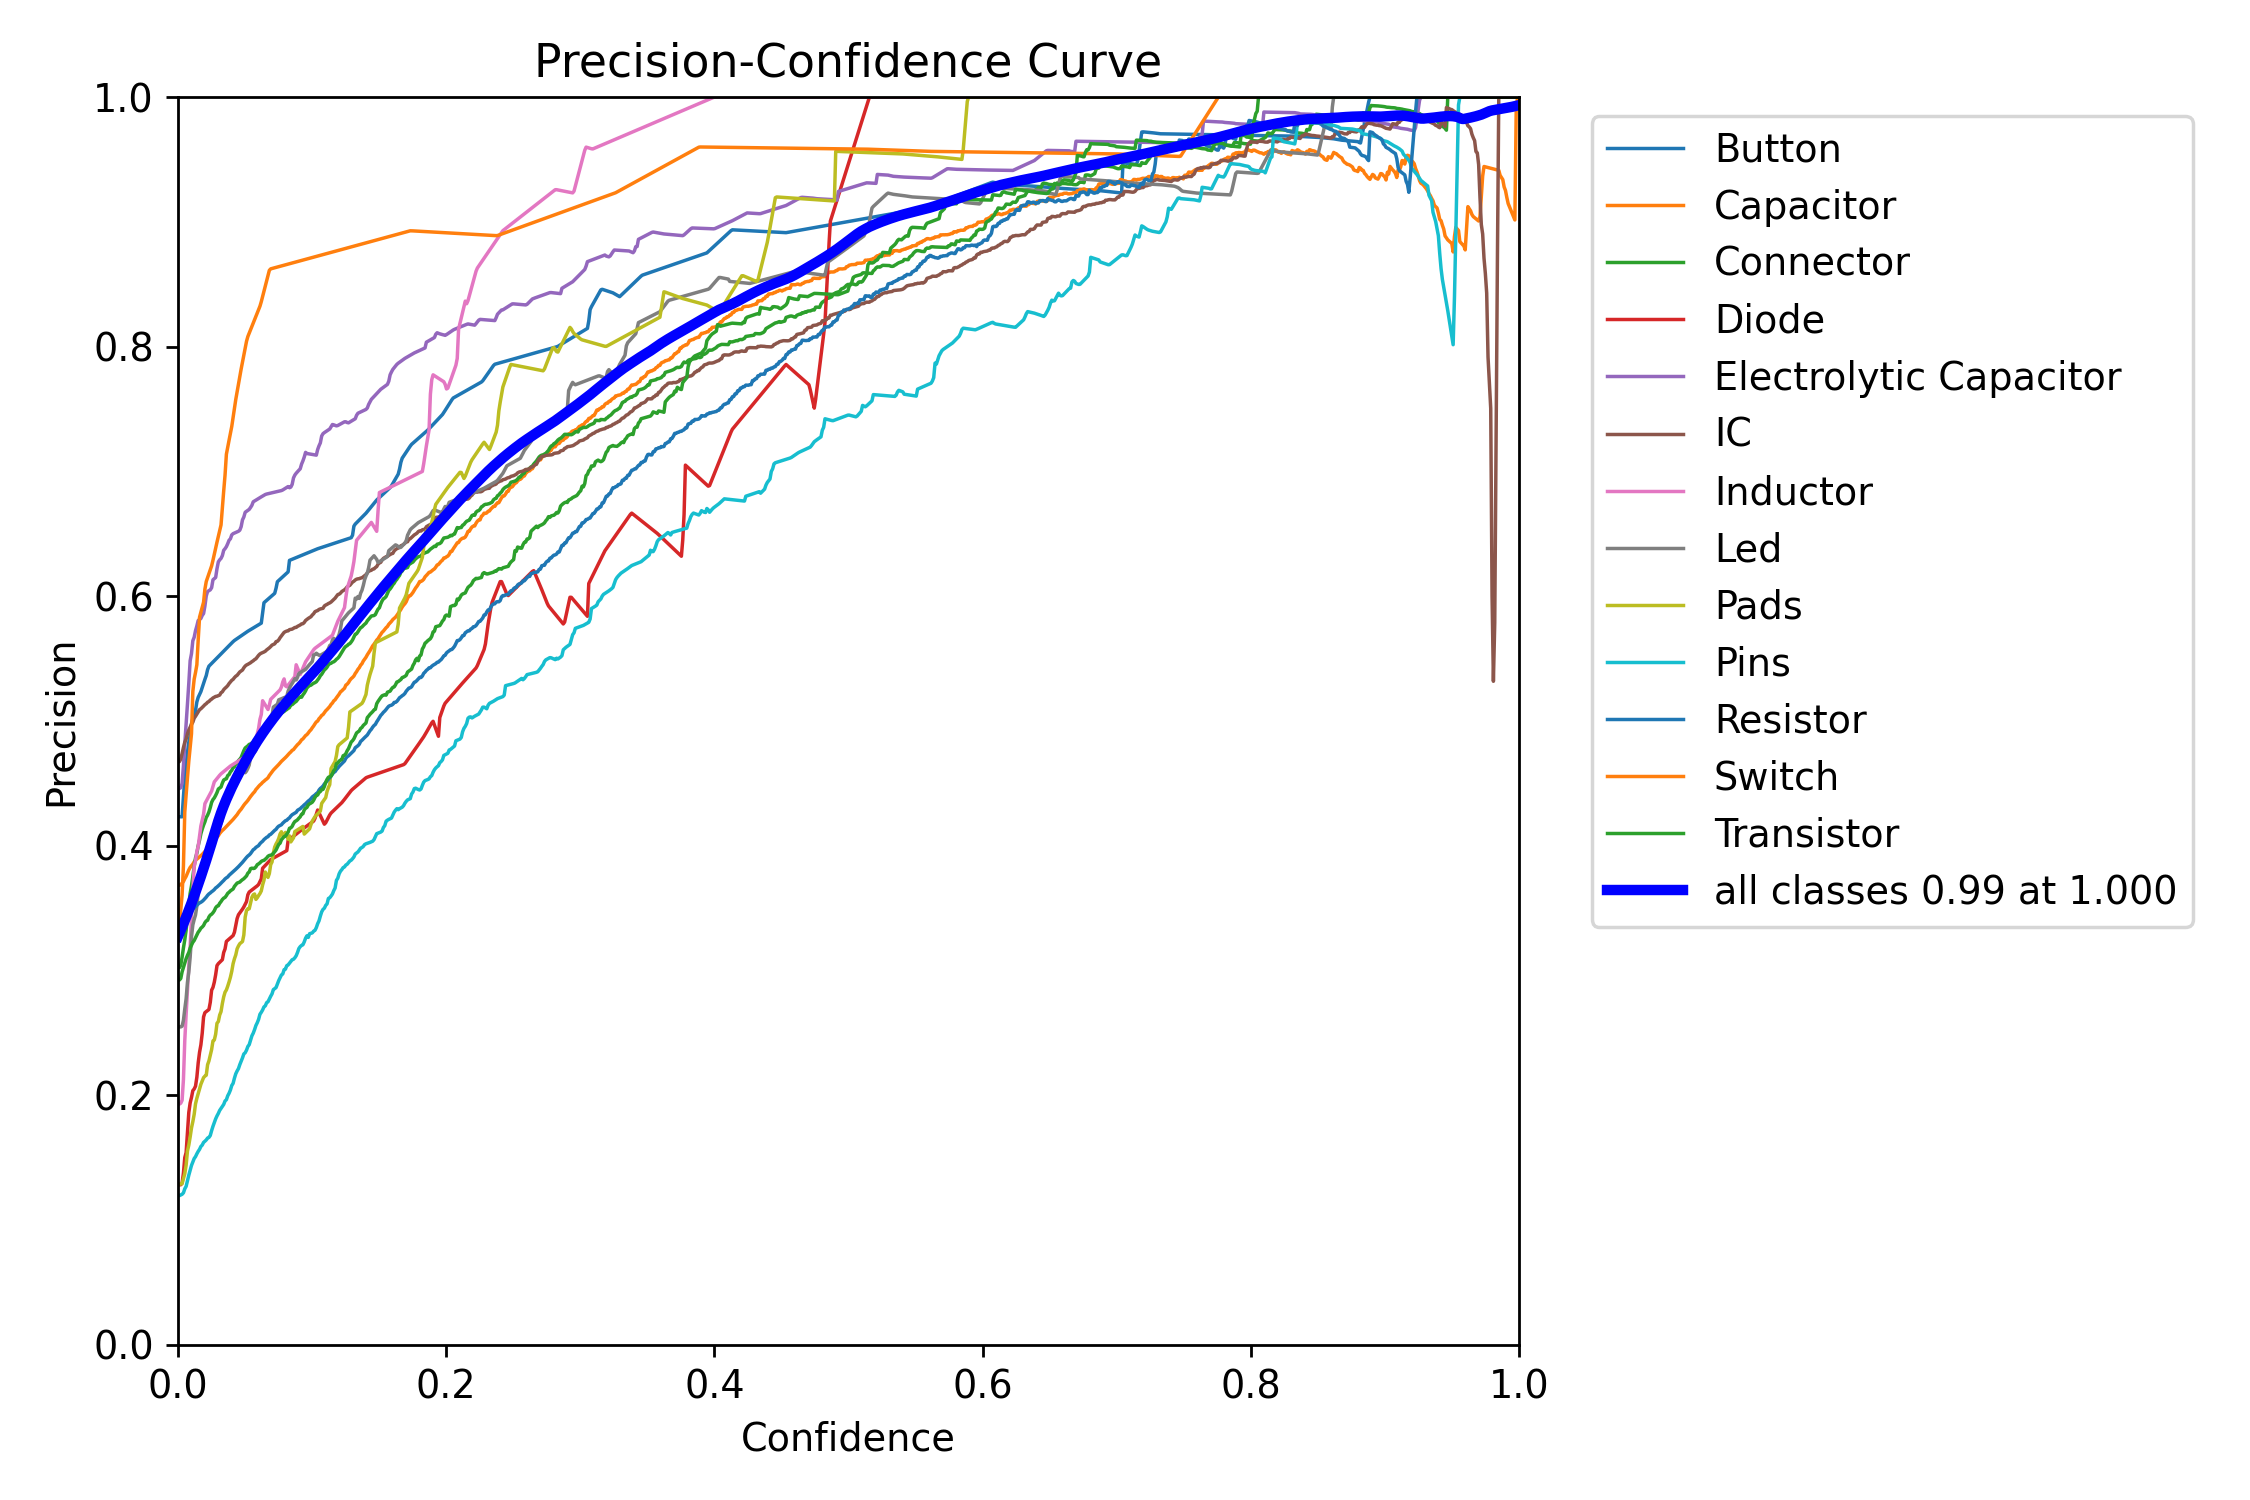 Precision-Confidence Curve
1.0
0.8
0.6
0.4
0.2
0.0
Precision
0.0 0.2 0.4 0.6 0.8 1.0
Confidence
Button
Capacitor
Connector
Diode
Electrolytic Capacitor
IC
Inductor
Led
Pads
Pins
Resistor
Switch
Transistor
all classes 0.99 at 1.000